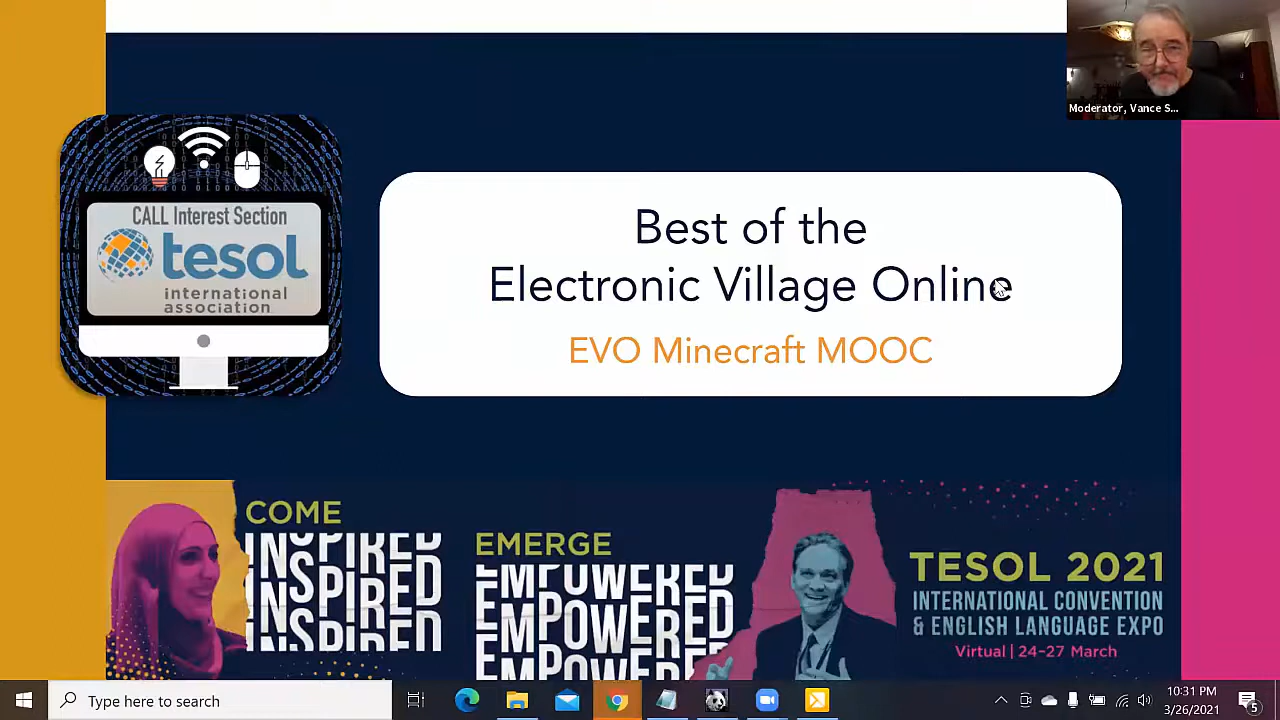 Moderator, Vance S...
CALL Interest Section
tesol
international
association
Best of the
Electronic Village Online
EVO Minecraft MOOC
COME
INSPIRED
INSPIRED
INSPIRED
EMERGE
EMPOWERED
EMPOWERED
EMPOWERED
EMPOWERED
TESOL 2021
INTERNATIONAL CONVENTION
& ENGLISH LANGUAGE EXPO
Virtual | 24-27 March
Type here to search
10:31 PM
3/26/2021
5